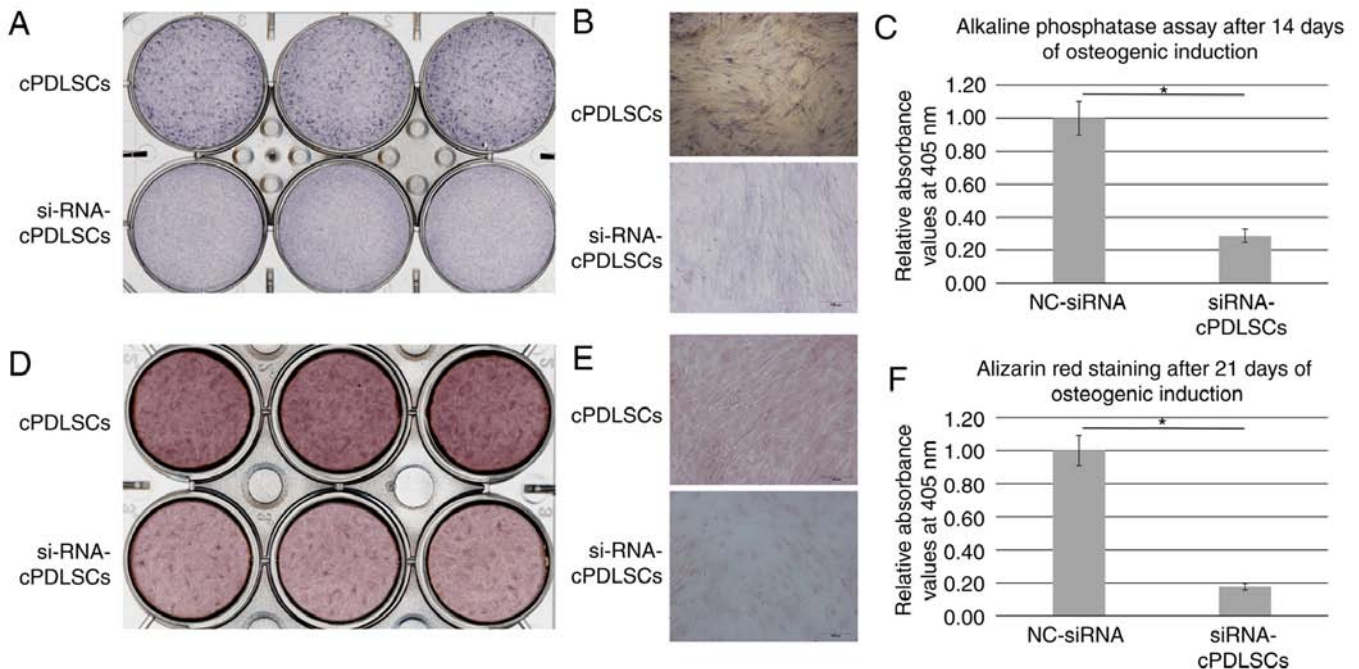 A
cPDLSCs
si-RNA-
cPDLSCs
B
cPDLSCs
si-RNA-
cPDLSCs
C
Alkaline phosphatase assay after 14 days
of osteogenic induction
Relative absorbance
values at 405 nm
1.20
1.00
0.80
0.60
0.40
0.20
0.00
*
NC-siRNA
siRNA-
cPDLSCs
D
cPDLSCs
si-RNA-
cPDLSCs
E
cPDLSCs
si-RNA-
cPDLSCs
F
Alizarin red staining after 21 days of
osteogenic induction
Relative absorbance
values at 405 nm
1.20
1.00
0.80
0.60
0.40
0.20
0.00
*
NC-siRNA
siRNA-
cPDLSCs